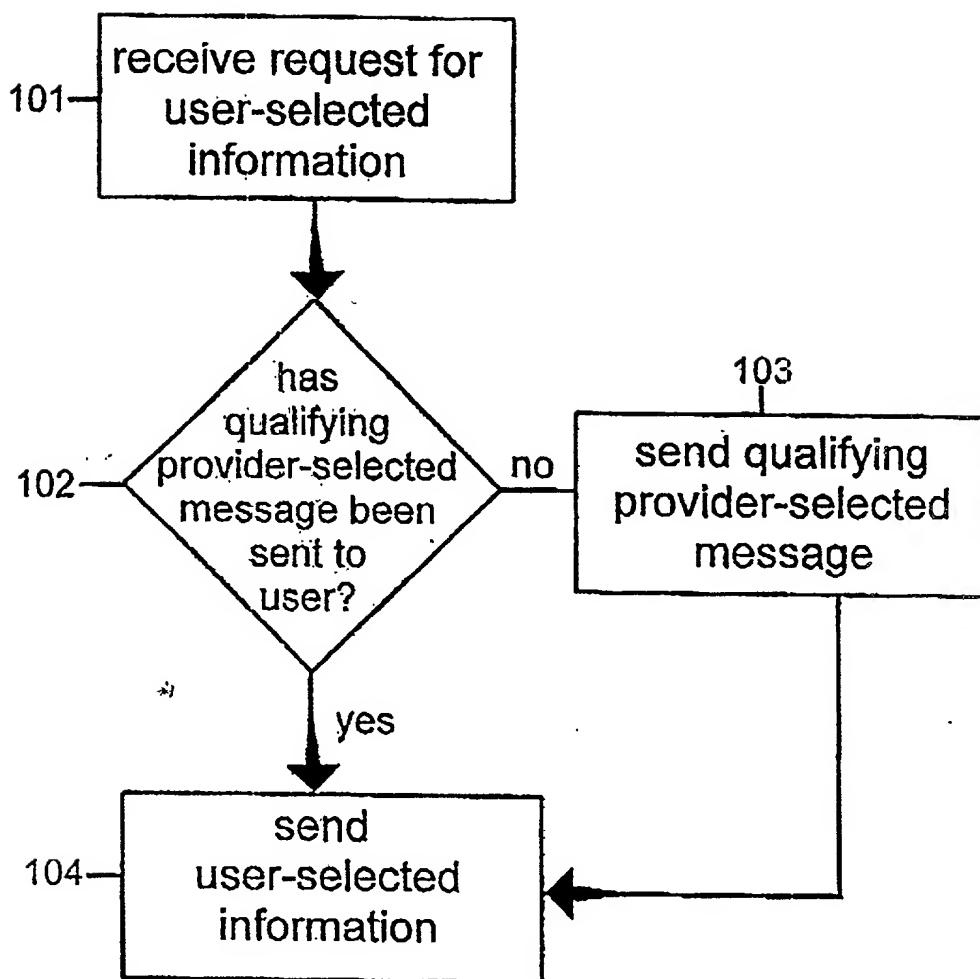 receive request for
user-selected
information
101
has
qualifying
provider-selected
message been
sent to
user?
102
no
103
send qualifying
provider-selected
message
yes
send
user-selected
information
104